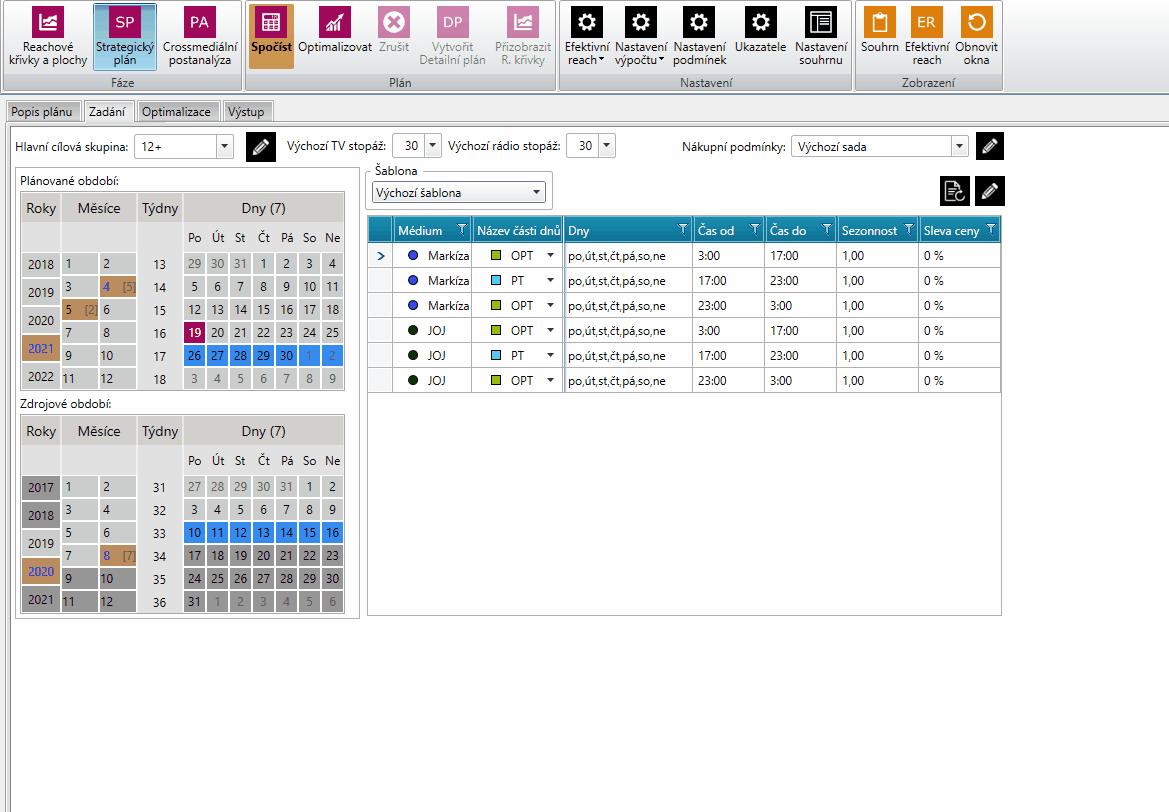 SP PA DP ER
Reachové křivky a plochy
Strategický plán
Crossmediální postanalýza
Spočíst
Optimalizovat
Zrušit
Vytvořit Detailní plán
Přizobrazit R. křivky
Efektivní reach
Nastavení výpočtu
Nastavení podmínek
Ukazatele
Nastavení souhrnu
Souhrn
Efektivní reach
Obnovit okna
Fáze Plán Nastavení Zobrazení
Popis plánu Zadání Optimalizace Výstup
Hlavní cílová skupina: 12+ Výchozí TV stopáž: 30 Výchozí rádio stopáž: 30 Nákupní podmínky: Výchozí sada
Plánované období:
Roky Měsíce Týdny Dny (7)
Po Út St Čt Pá So Ne
2018 1 2 13 29 30 31 1 2 3 4
2019 3 4 [5] 14 5 6 7 8 9 10 11
2020 5 [2] 6 15 12 13 14 15 16 17 18
2021 7 8 16 19 20 21 22 23 24 25
9 10 17 26 27 28 29 30 1 2
2022 11 12 18 3 4 5 6 7 8 9
Zdrojové období:
Roky Měsíce Týdny Dny (7)
Po Út St Čt Pá So Ne
2017 1 2 31 27 28 29 30 31 1 2
2018 3 4 32 3 4 5 6 7 8 9
2019 5 6 33 10 11 12 13 14 15 16
2020 7 8 [7] 34 17 18 19 20 21 22 23
9 10 35 24 25 26 27 28 29 30
2021 11 12 36 31 1 2 3 4 5 6
Šablona
Výchozí šablona
Médium Název části dnů Dny Čas od Čas do Sezonnost Sleva ceny
Markíza OPT po,út,st,čt,pá,so,ne 3:00 17:00 1,00 0 %
Markíza PT po,út,st,čt,pá,so,ne 17:00 23:00 1,00 0 %
Markíza OPT po,út,st,čt,pá,so,ne 23:00 3:00 1,00 0 %
JOJ OPT po,út,st,čt,pá,so,ne 3:00 17:00 1,00 0 %
JOJ PT po,út,st,čt,pá,so,ne 17:00 23:00 1,00 0 %
JOJ OPT po,út,st,čt,pá,so,ne 23:00 3:00 1,00 0 %